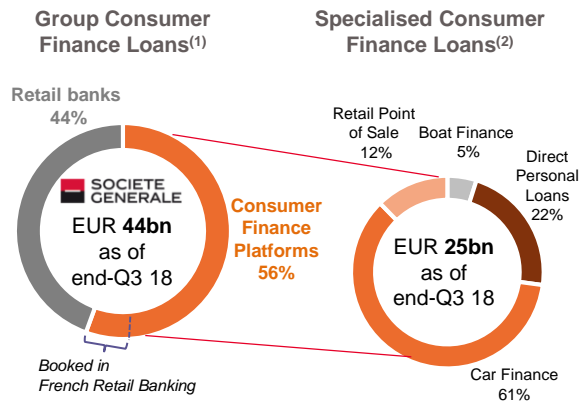 Group Consumer
Finance Loans(1)
Specialised Consumer
Finance Loans(2)
Retail banks
44%
SOCIETE
GENERALE
EUR 44bn
as of
end-Q3 18
Consumer
Finance
Platforms
56%
Booked in
French Retail Banking
Retail Point
of Sale
12%
Boat Finance
5%
Direct
Personal
Loans
22%
EUR 25bn
as of
end-Q3 18
Car Finance
61%